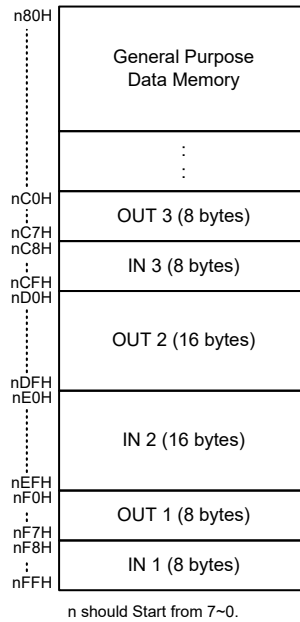 n80H
General Purpose
Data Memory
:
:
nC0H
OUT 3 (8 bytes)
nC7H
nC8H
IN 3 (8 bytes)
nCFH
nD0H
OUT 2 (16 bytes)
nDFH
nE0H
IN 2 (16 bytes)
nEFH
nF0H
OUT 1 (8 bytes)
nF7H
nF8H
IN 1 (8 bytes)
nFFH
n should Start from 7~0.